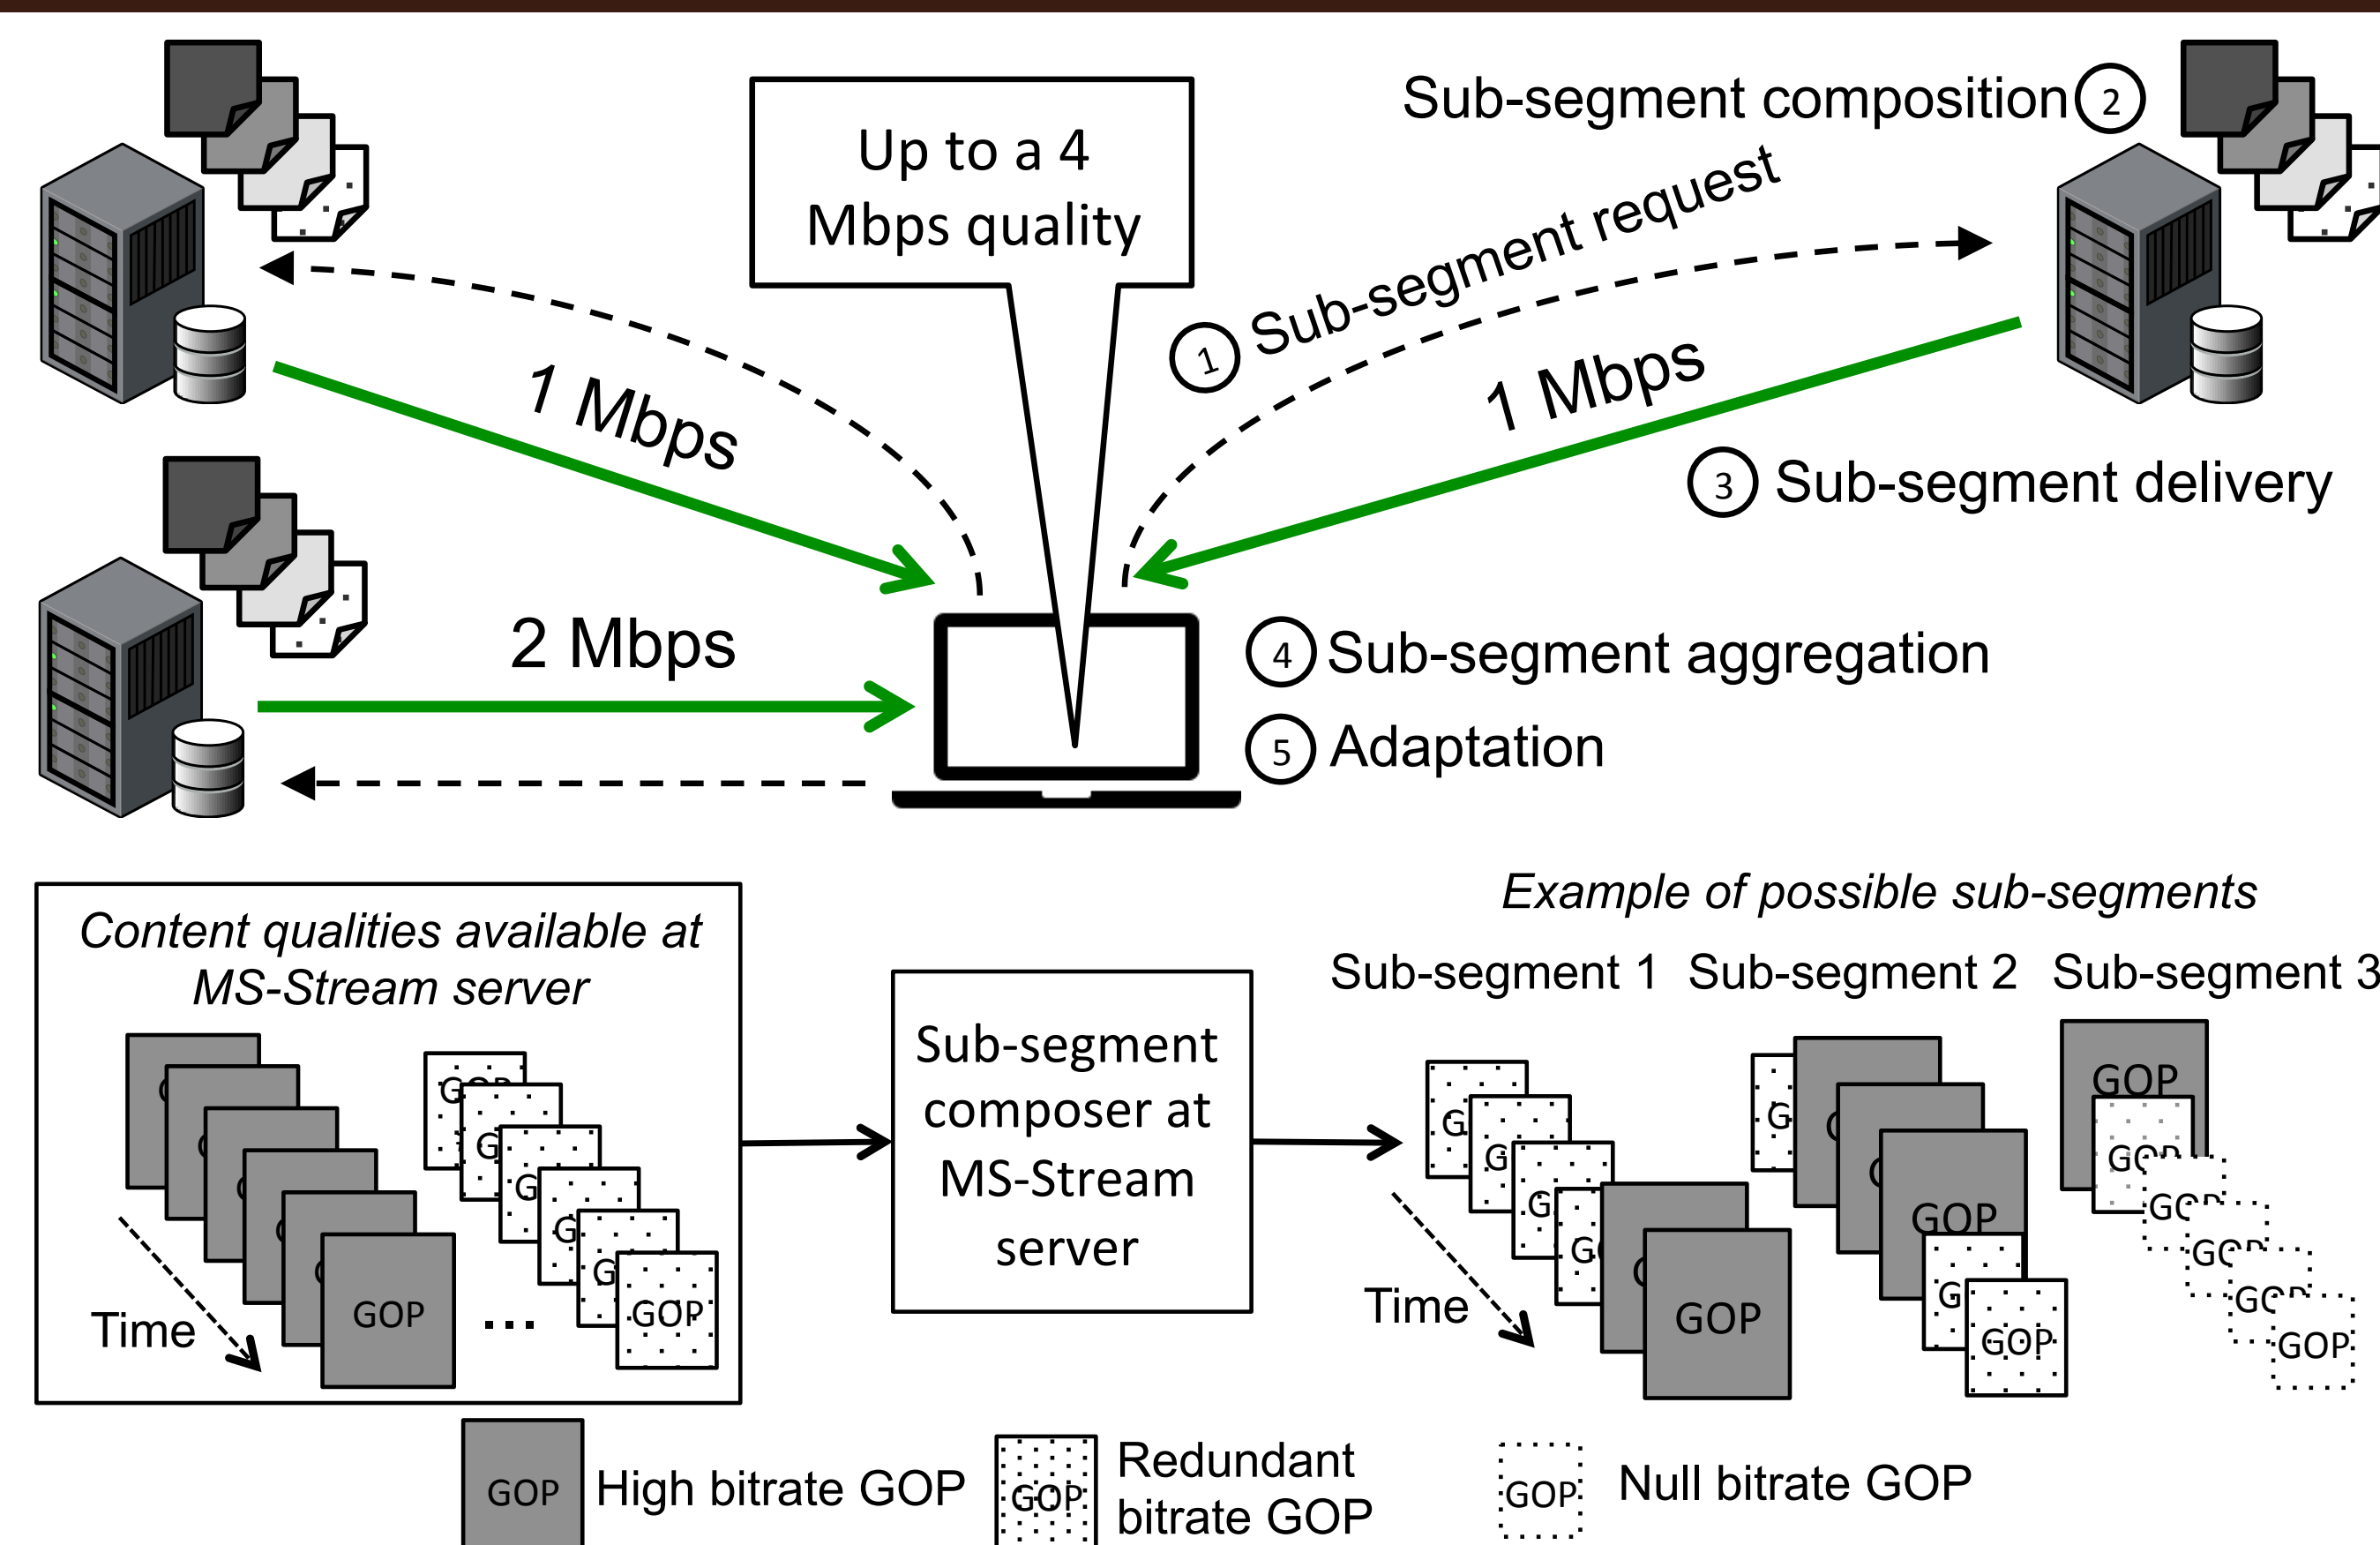 Up to a 4
Mbps quality
Sub-segment composition 2
1 Sub-segment request
1 Mbps
1 Mbps
3 Sub-segment delivery
2 Mbps
4 Sub-segment aggregation
5 Adaptation
Content qualities available at
MS-Stream server
GOP
GOP
...
Time
Sub-segment
composer at
MS-Stream
server
Example of possible sub-segments
Sub-segment 1 Sub-segment 2 Sub-segment 3
GOP
GOP
GOP
GOP
GOP
Time
GOP High bitrate GOP
GOP Redundant
bitrate GOP
GOP Null bitrate GOP